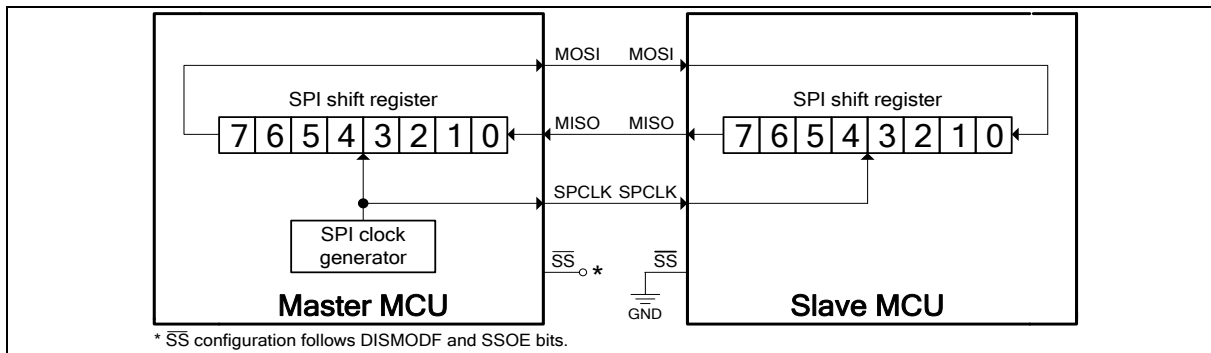 MOSI MOSI
SPI shift register SPI shift register
7 6 5 4 3 2 1 0 MISO MISO 7 6 5 4 3 2 1 0
SPCLK SPCLK
SPI clock
generator
SS * SS
GND
Master MCU Slave MCU
* SS configuration follows DISMODF and SSOE bits.